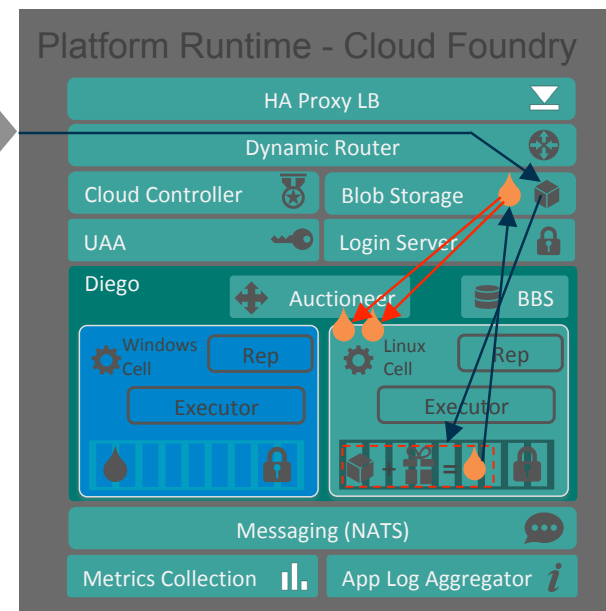 Platform Runtime - Cloud Foundry
HA Proxy LB
Dynamic Router
Cloud Controller
Blob Storage
UAA
Login Server
Diego
Auctioneer
BBS
Windows
Cell
Rep
Executor
Linux
Cell
Rep
Executor
+
=
Messaging (NATS)
Metrics Collection
App Log Aggregator
i